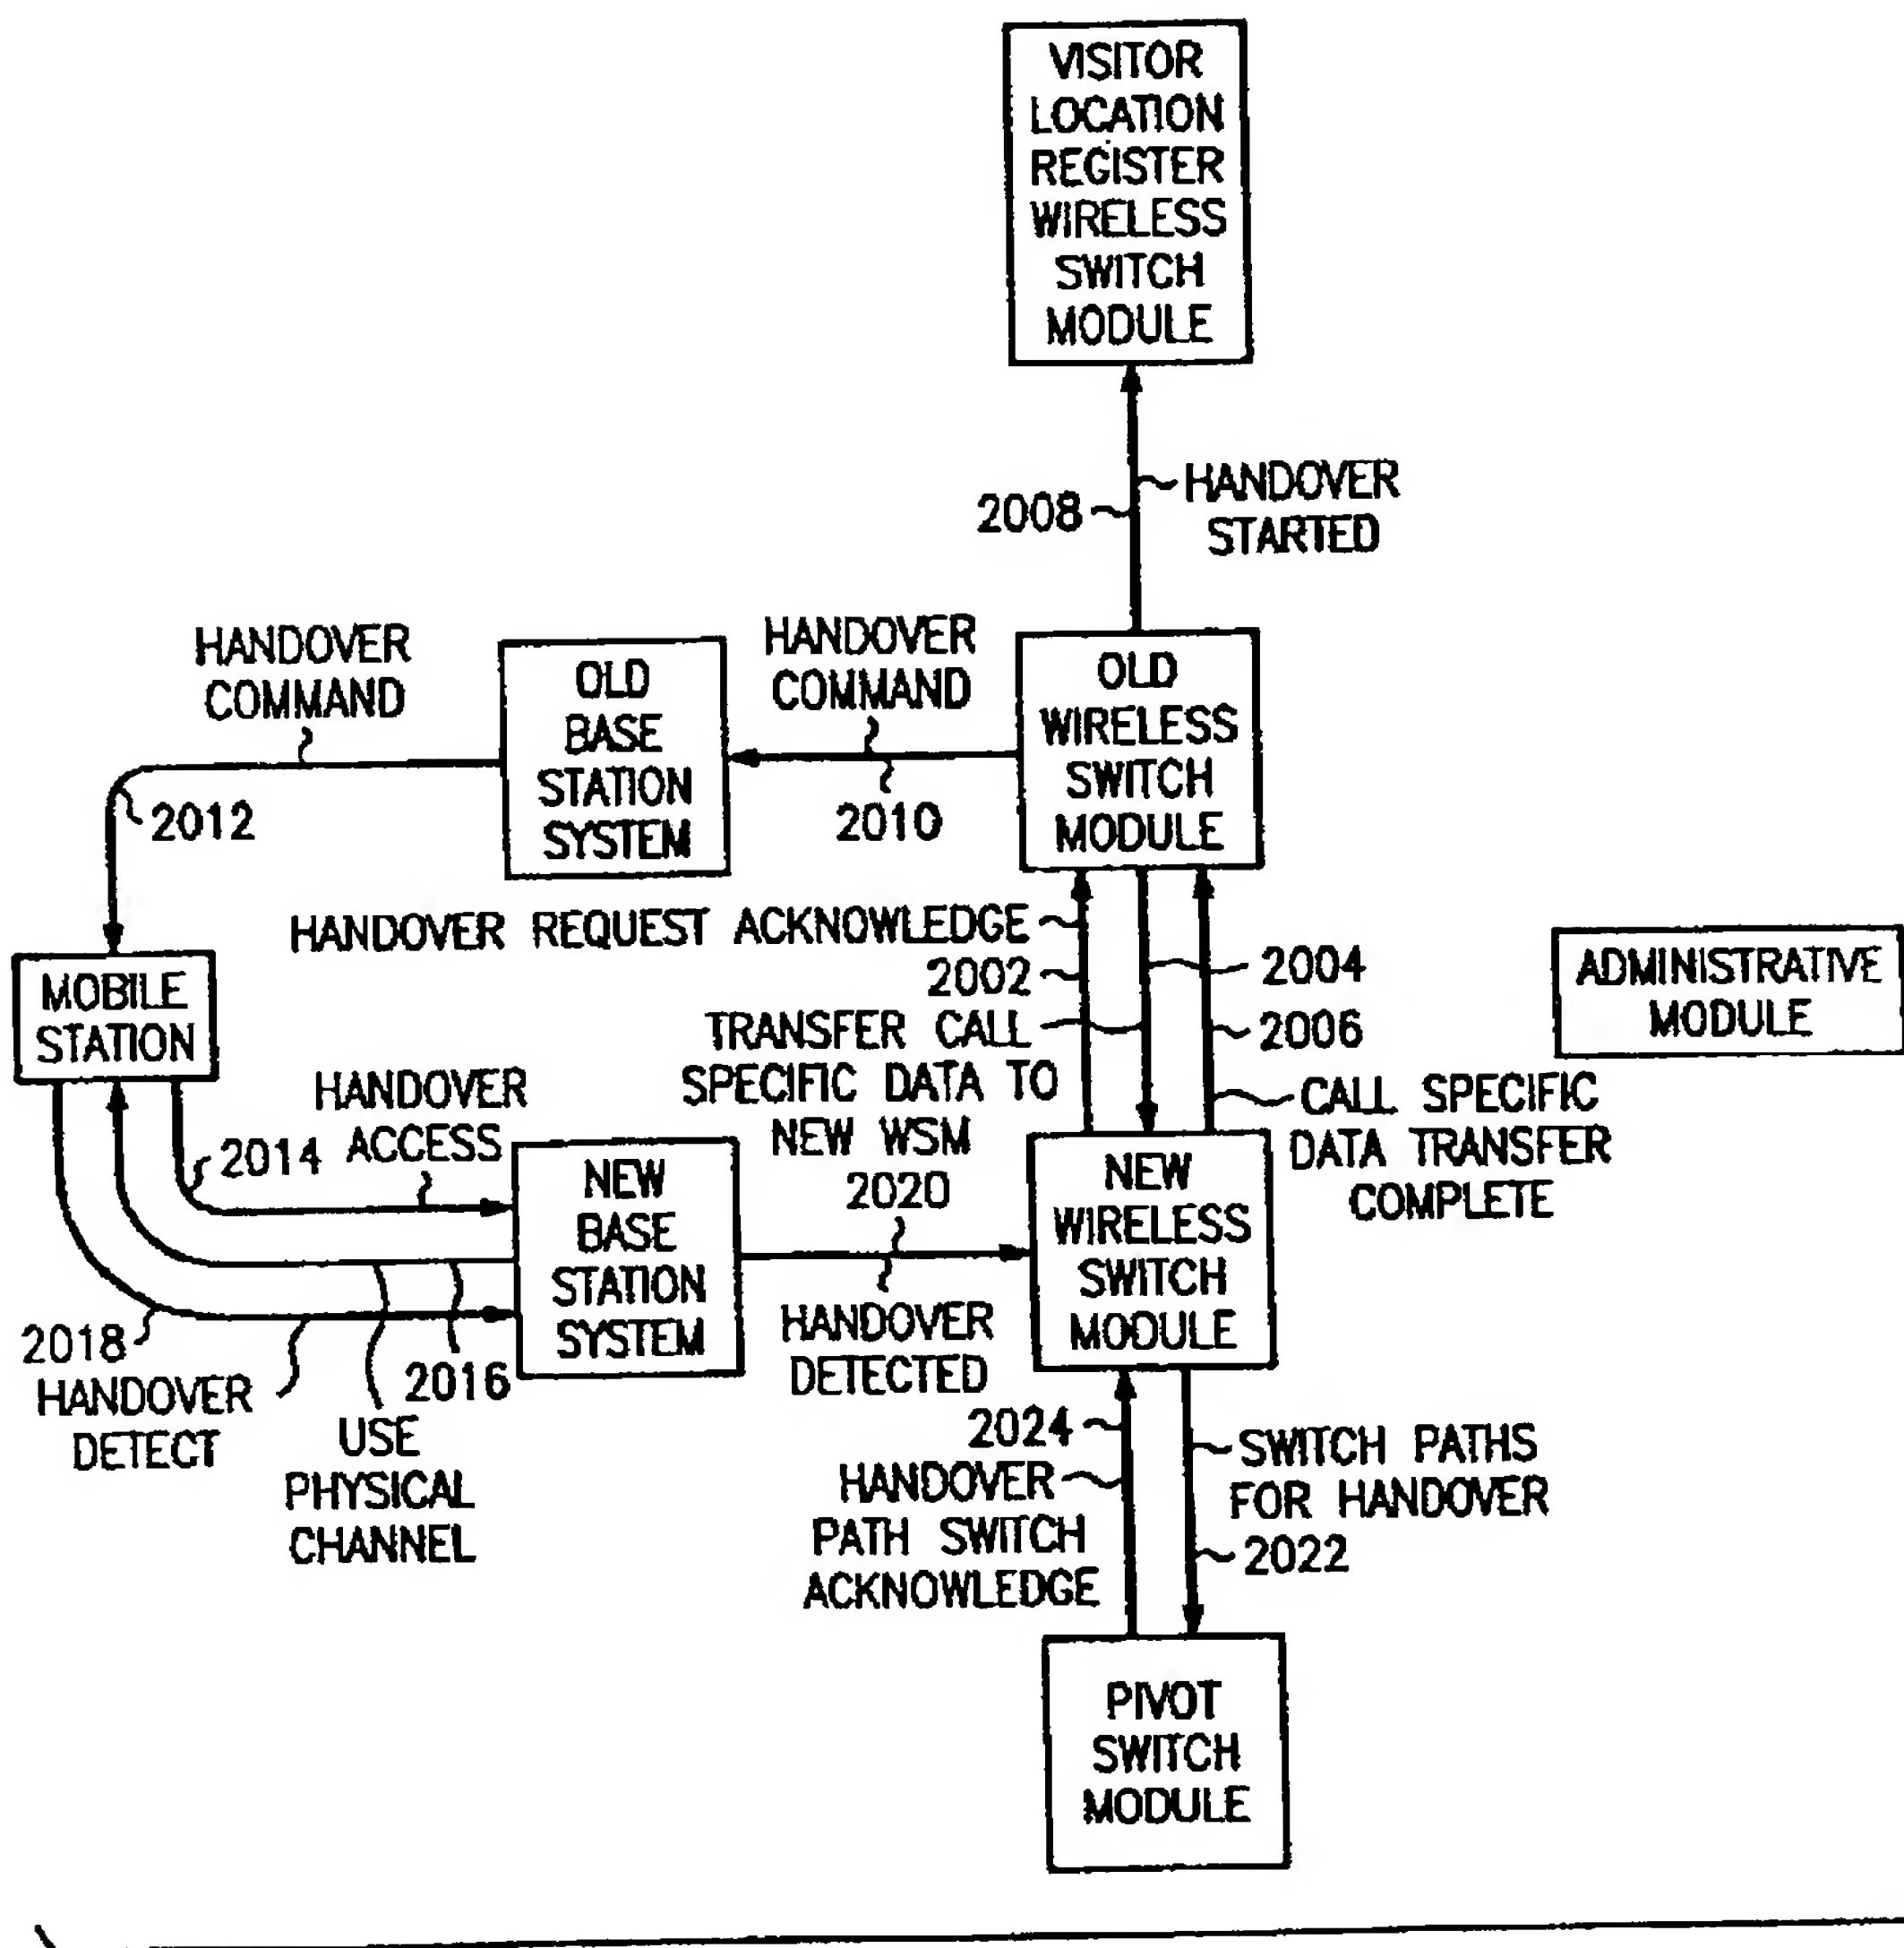 VISITOR
LOCATION
REGISTER
WIRELESS
SWITCH
MODULE
2008
HANDOVER
STARTED
HANDOVER
COMMAND
2012
OLD
BASE
STATION
SYSTEM
HANDOVER
COMMAND
2010
OLD
WIRELESS
SWITCH
MODULE
HANDOVER REQUEST ACKNOWLEDGE
2002
2004
TRANSFER CALL
SPECIFIC DATA TO
NEW WSM
2006
CALL SPECIFIC
DATA TRANSFER
COMPLETE
ADMINISTRATIVE
MODULE
MOBILE
STATION
HANDOVER
ACCESS
2014
2018
HANDOVER
DETECT
2016
USE
PHYSICAL
CHANNEL
NEW
BASE
STATION
SYSTEM
2020
HANDOVER
DETECTED
NEW
WIRELESS
SWITCH
MODULE
2024
HANDOVER
PATH SWITCH
ACKNOWLEDGE
SWITCH PATHS
FOR HANDOVER
2022
PIVOT
SWITCH
MODULE